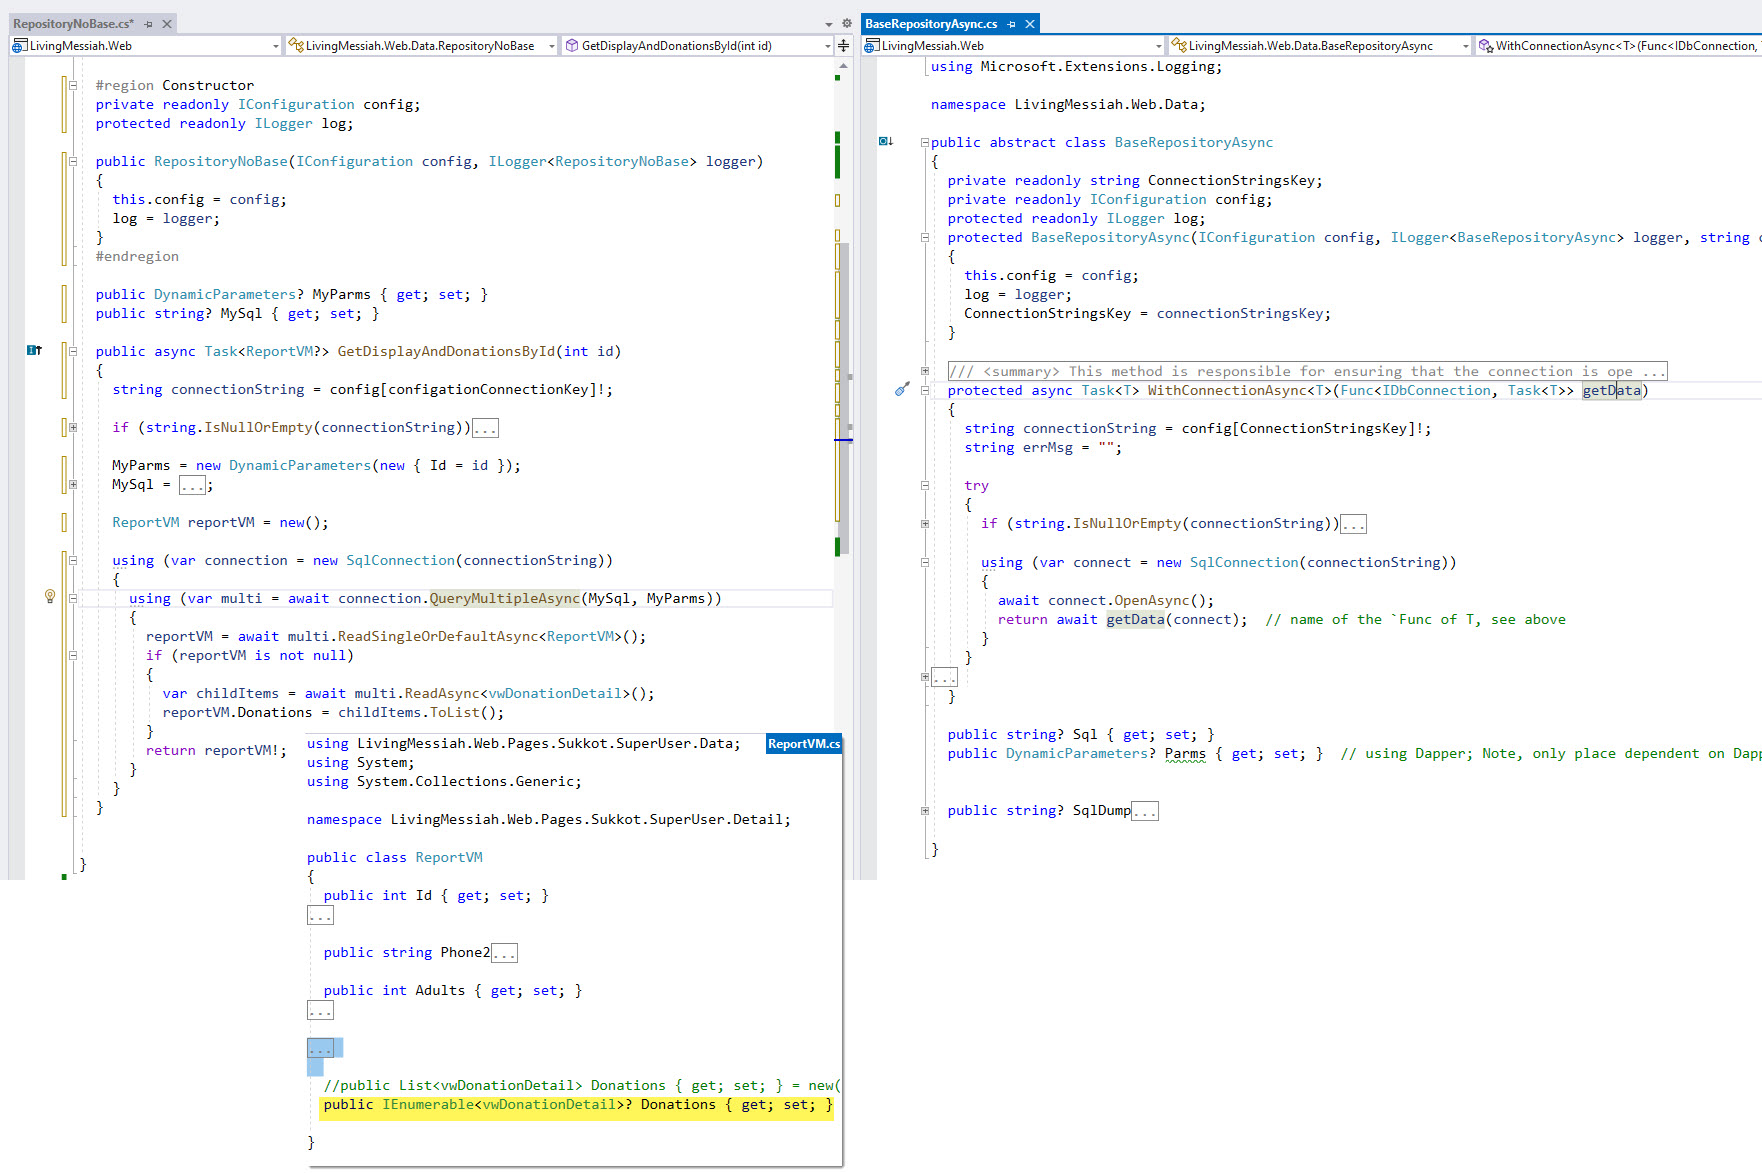 RepositoryNoBase.cs*
LivingMessiah.Web
LivingMessiah.Web.Data.RepositoryNoBase
GetDisplayAndDonationsById(int id)
#region Constructor
private readonly IConfiguration config;
protected readonly ILogger log;
public RepositoryNoBase(IConfiguration config, ILogger<RepositoryNoBase> logger)
{
this.config = config;
log = logger;
}
#endregion
public DynamicParameters? MyParms { get; set; }
public string? MySql { get; set; }
public async Task<ReportVM?> GetDisplayAndDonationsById(int id)
{
string connectionString = config[configationConnectionKey]!;
if (string.IsNullOrEmpty(connectionString))...
MyParms = new DynamicParameters(new { Id = id });
MySql = ...;
ReportVM reportVM = new();
using (var connection = new SqlConnection(connectionString))
{
using (var multi = await connection.QueryMultipleAsync(MySql, MyParms))
{
reportVM = await multi.ReadSingleOrDefaultAsync<ReportVM>();
if (reportVM is not null)
{
var childItems = await multi.ReadAsync<vwDonationDetail>();
reportVM.Donations = childItems.ToList();
}
return reportVM!;
}
}
}
}
ReportVM.cs
using LivingMessiah.Web.Pages.Sukkot.SuperUser.Data;
using System;
using System.Collections.Generic;
namespace LivingMessiah.Web.Pages.Sukkot.SuperUser.Detail;
public class ReportVM
{
public int Id { get; set; }
...
public string Phone2...
public int Adults { get; set; }
...
...
//public List<vwDonationDetail> Donations { get; set; } = new(
public IEnumerable<vwDonationDetail>? Donations { get; set; }
}
BaseRepositoryAsync.cs
LivingMessiah.Web
LivingMessiah.Web.Data.BaseRepositoryAsync
WithConnectionAsync<T>(Func<IDbConnection,
using Microsoft.Extensions.Logging;
namespace LivingMessiah.Web.Data;
public abstract class BaseRepositoryAsync
{
private readonly string ConnectionStringsKey;
private readonly IConfiguration config;
protected readonly ILogger log;
protected BaseRepositoryAsync(IConfiguration config, ILogger<BaseRepositoryAsync> logger, string
{
this.config = config;
log = logger;
ConnectionStringsKey = connectionStringsKey;
}
/// <summary> This method is responsible for ensuring that the connection is ope ...
protected async Task<T> WithConnectionAsync<T>(Func<IDbConnection, Task<T>> getData)
{
string connectionString = config[ConnectionStringsKey]!;
string errMsg = "";
try
{
if (string.IsNullOrEmpty(connectionString))...
using (var connect = new SqlConnection(connectionString))
{
await connect.OpenAsync();
return await getData(connect);  // name of the `Func of T, see above
}
}
...
}
public string? Sql { get; set; }
public DynamicParameters? Parms { get; set; }  // using Dapper; Note, only place dependent on Dapp
public string? SqlDump...
}